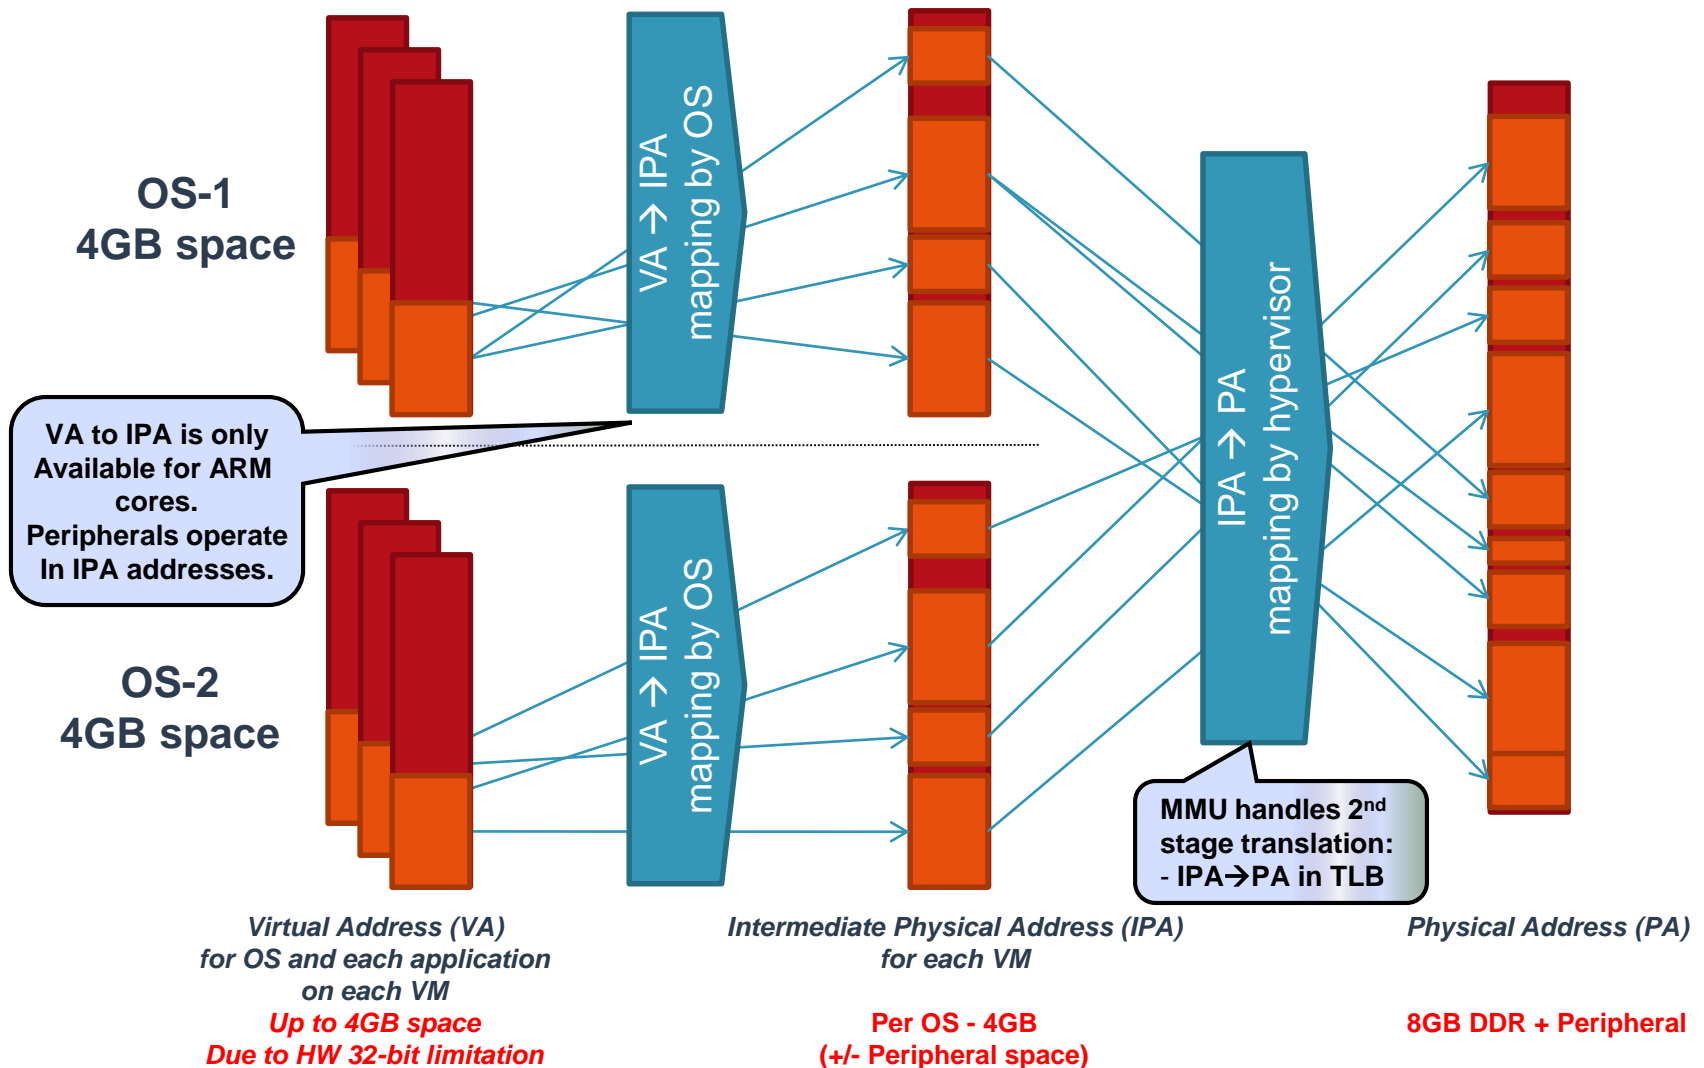 OS-1
4GB space
VA → IPA
mapping by OS
IPA → PA
mapping by hypervisor
VA to IPA is only
Available for ARM
cores.
Peripherals operate
In IPA addresses.
OS-2
4GB space
VA → IPA
mapping by OS
MMU handles 2nd
stage translation:
- IPA→PA in TLB
Virtual Address (VA)
for OS and each application
on each VM
Up to 4GB space
Due to HW 32-bit limitation
Intermediate Physical Address (IPA)
for each VM
Per OS - 4GB
(+/- Peripheral space)
Physical Address (PA)
8GB DDR + Peripheral